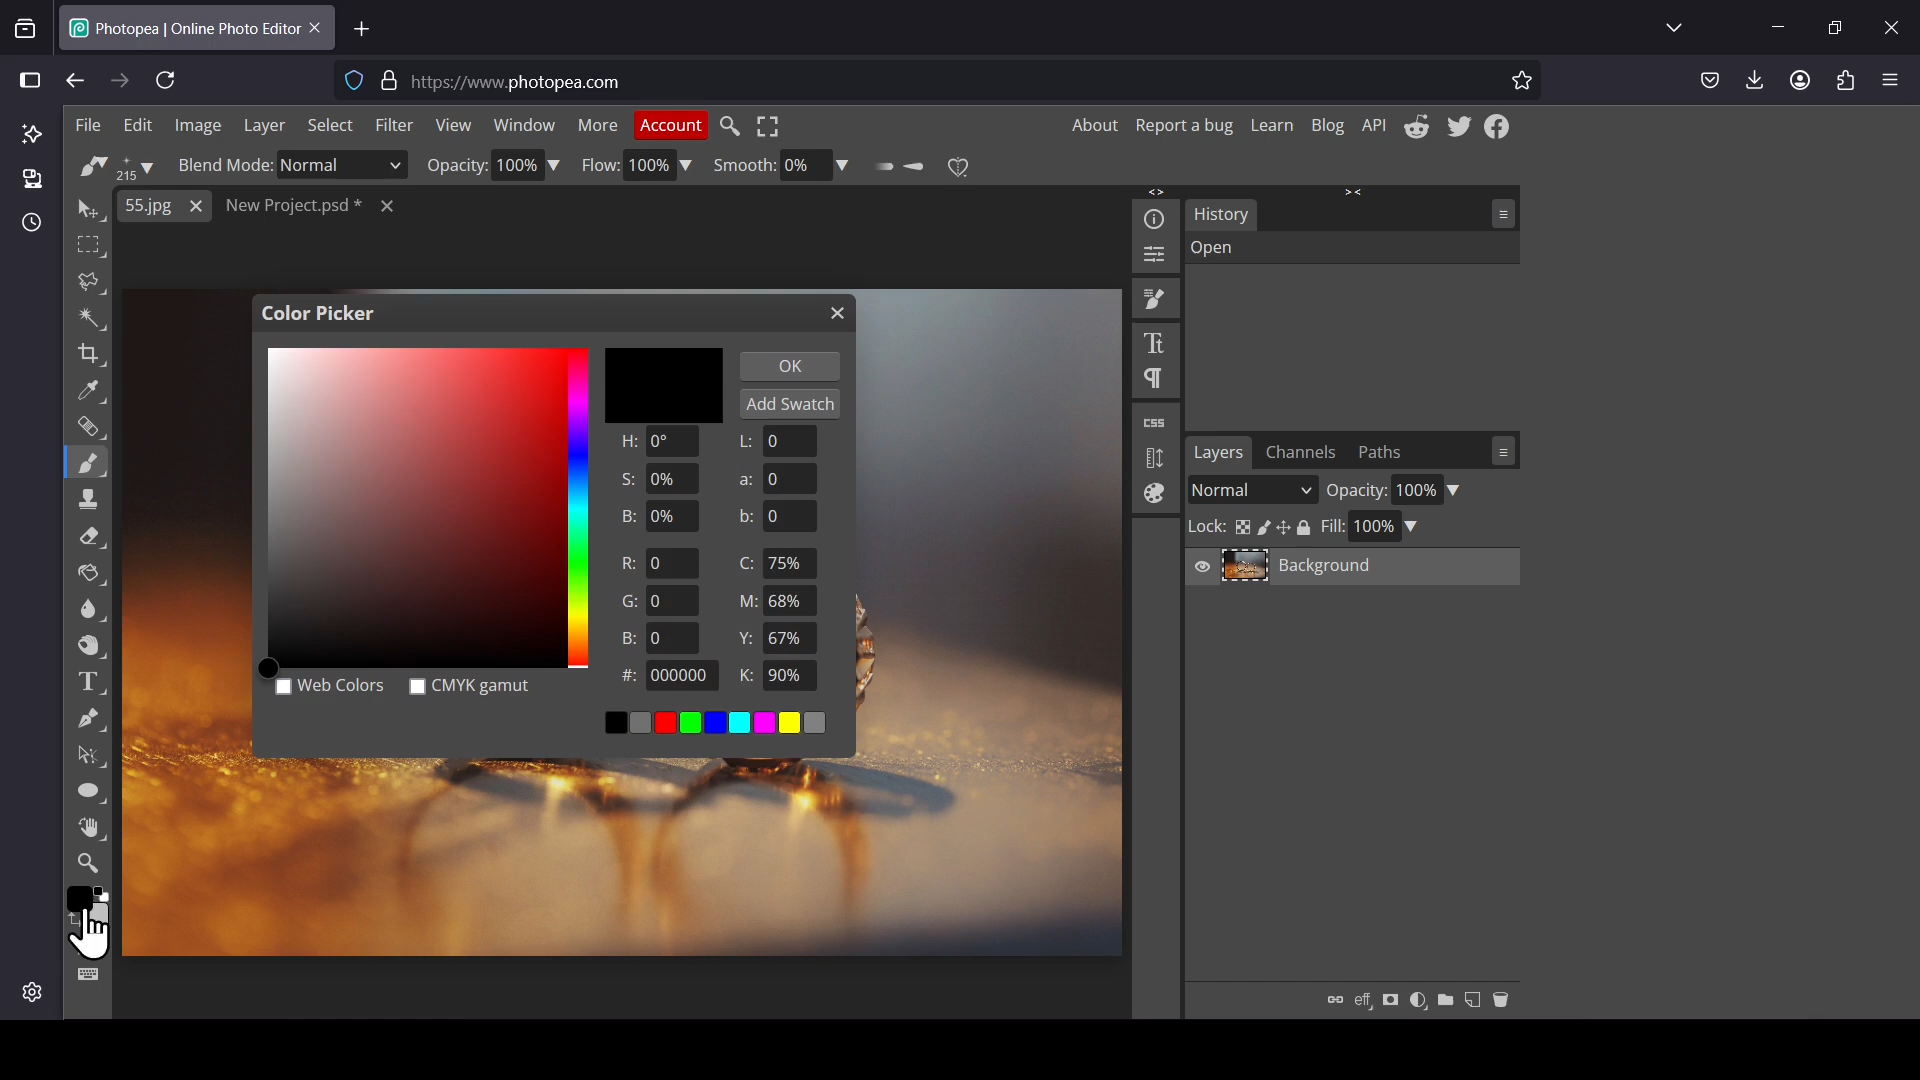 Photopea | Online Photo Editor
https://www.photopea.com
File Edit Image Layer Select Filter View Window More Account About Report a bug Learn Blog API
215 Blend Mode: Normal Opacity: 100% Flow: 100% Smooth: 0%
55.jpg New Project.psd *
< > > <
History
Open
Color Picker
OK
Add Swatch
H: 0° L: 0
S: 0% a: 0
B: 0% b: 0
R: 0 C: 75%
G: 0 M: 68%
B: 0 Y: 67%
#: 000000 K: 90%
Web Colors CMYK gamut
CSS
Layers Channels Paths
Normal Opacity: 100%
Lock: Fill: 100%
Background
eff